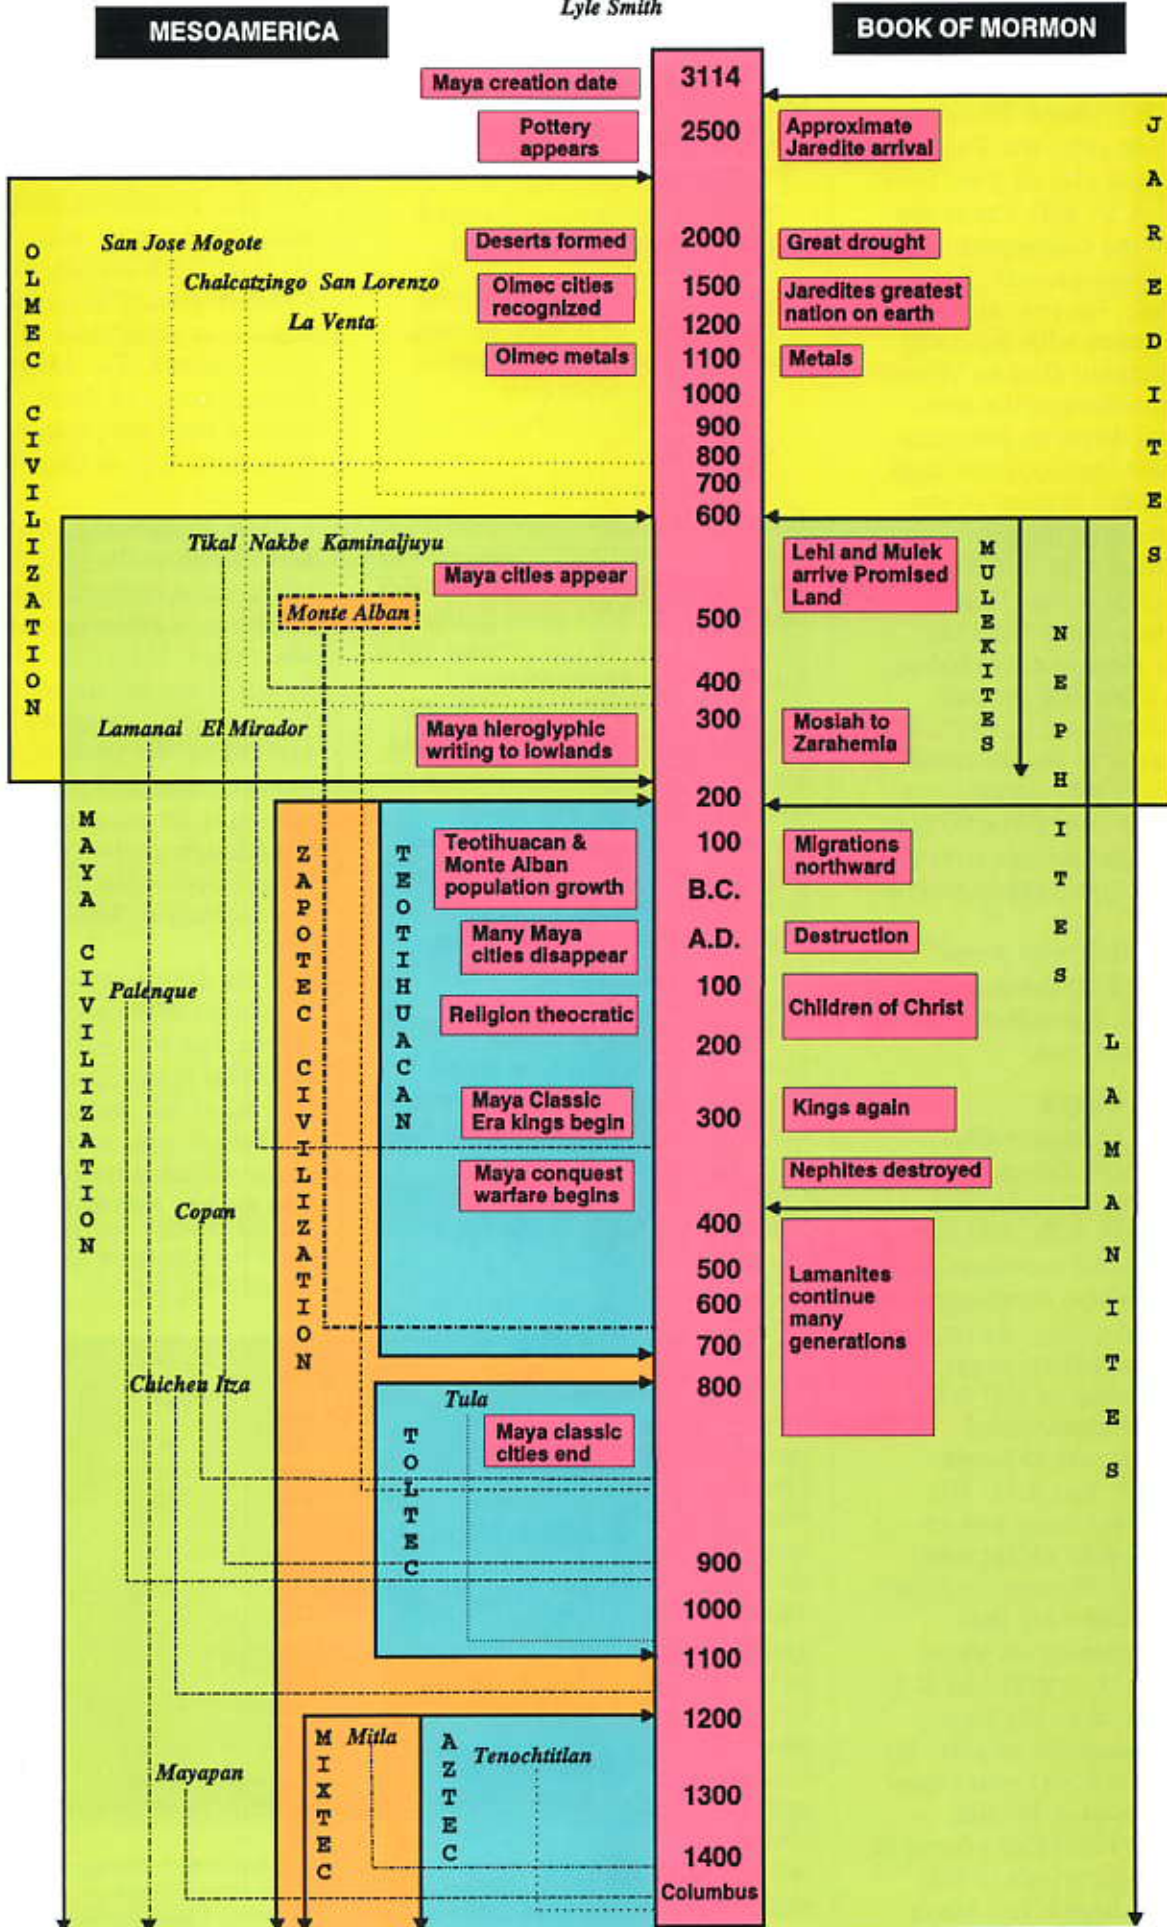 Lyle Smith
MESOAMERICA
BOOK OF MORMON
Maya creation date
3114
Pottery
appears
2500
Approximate
Jaredite arrival
JAREDITES
OLMEC CIVILIZATION
San Jose Mogote
Deserts formed
2000
Great drought
Chalcatzingo San Lorenzo
La Venta
Olmec cities
recognized
1500
Jaredites greatest
nation on earth
1200
Olmec metals
1100
Metals
1000
900
800
700
600
Tikal Nakbe Kaminaljuyu
Maya cities appear
Lehi and Mulek
arrive Promised
Land
MULEKITES
NEPHITES
Monte Alban
500
400
Lamanai El Mirador
Maya hieroglyphic
writing to lowlands
300
Mosiah to
Zarahemla
200
MAYA CIVILIZATION
ZAPOTEC CIVILIZATION
TEOTIHUACAN
Teotihuacan &
Monte Alban
population growth
100
Migrations
northward
B.C.
Many Maya
cities disappear
A.D.
Destruction
Palenque
100
Children of Christ
Religion theocratic
200
LAMANITES
Maya Classic
Era kings begin
300
Kings again
Maya conquest
warfare begins
Nephites destroyed
Copan
400
500
Lamanites
continue
many
generations
600
700
Chichen Itza
800
Tula
TOLTEC
Maya classic
cities end
900
1000
1100
1200
MIXTEC
Mitla
AZTEC
Tenochtitlan
Mayapan
1300
1400
Columbus